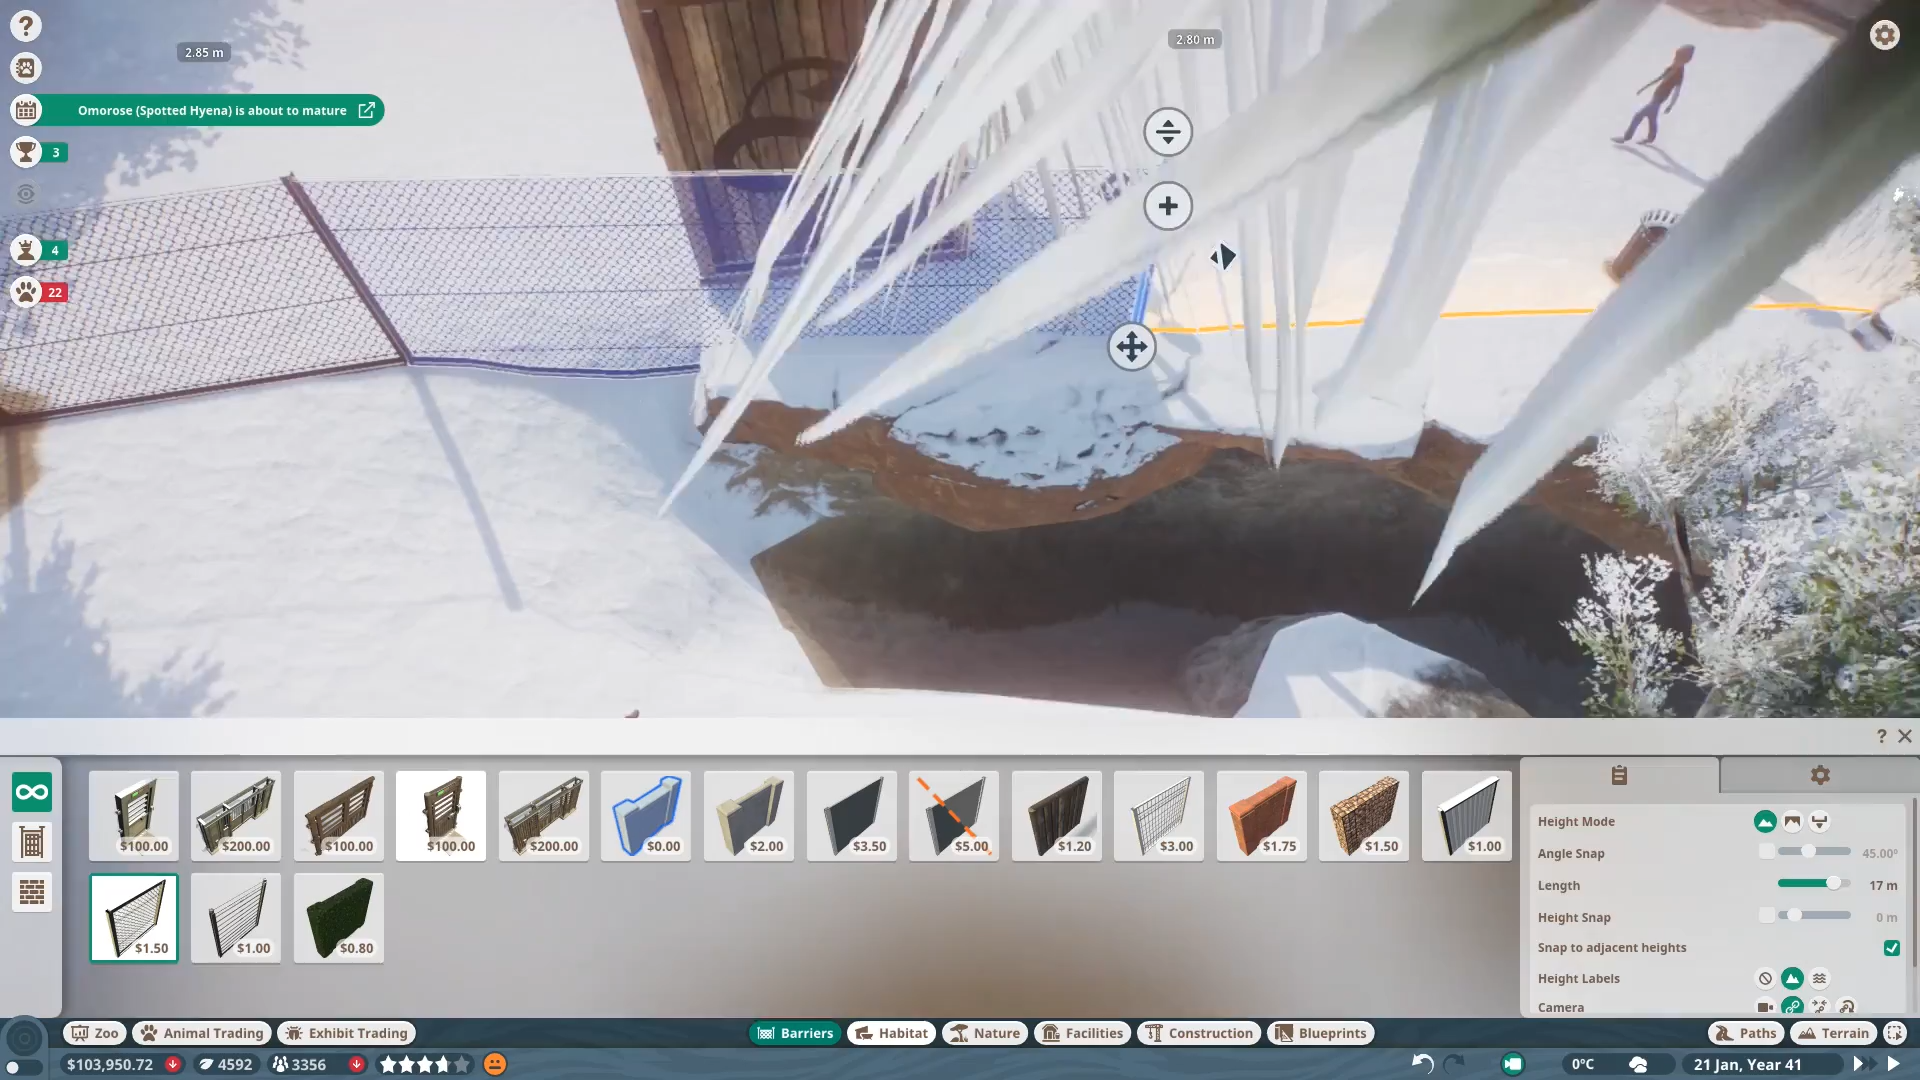 ?
2.85 m
2.80 m
Omorose (Spotted Hyena) is about to mature
3
4
22
?
$100.00
$200.00
$100.00
$100.00
$200.00
$0.00
$2.00
$3.50
$5.00
$1.20
$3.00
$1.75
$1.50
$1.00
$1.50
$1.00
$0.80
Height Mode
Angle Snap
45.00°
Length
17 m
Height Snap
0 m
Snap to adjacent heights
Height Labels
Camera
Zoo
Animal Trading
Exhibit Trading
Barriers
Habitat
Nature
Facilities
Construction
Blueprints
Paths
Terrain
$103,950.72
4592
3356
0°C
21 Jan, Year 41